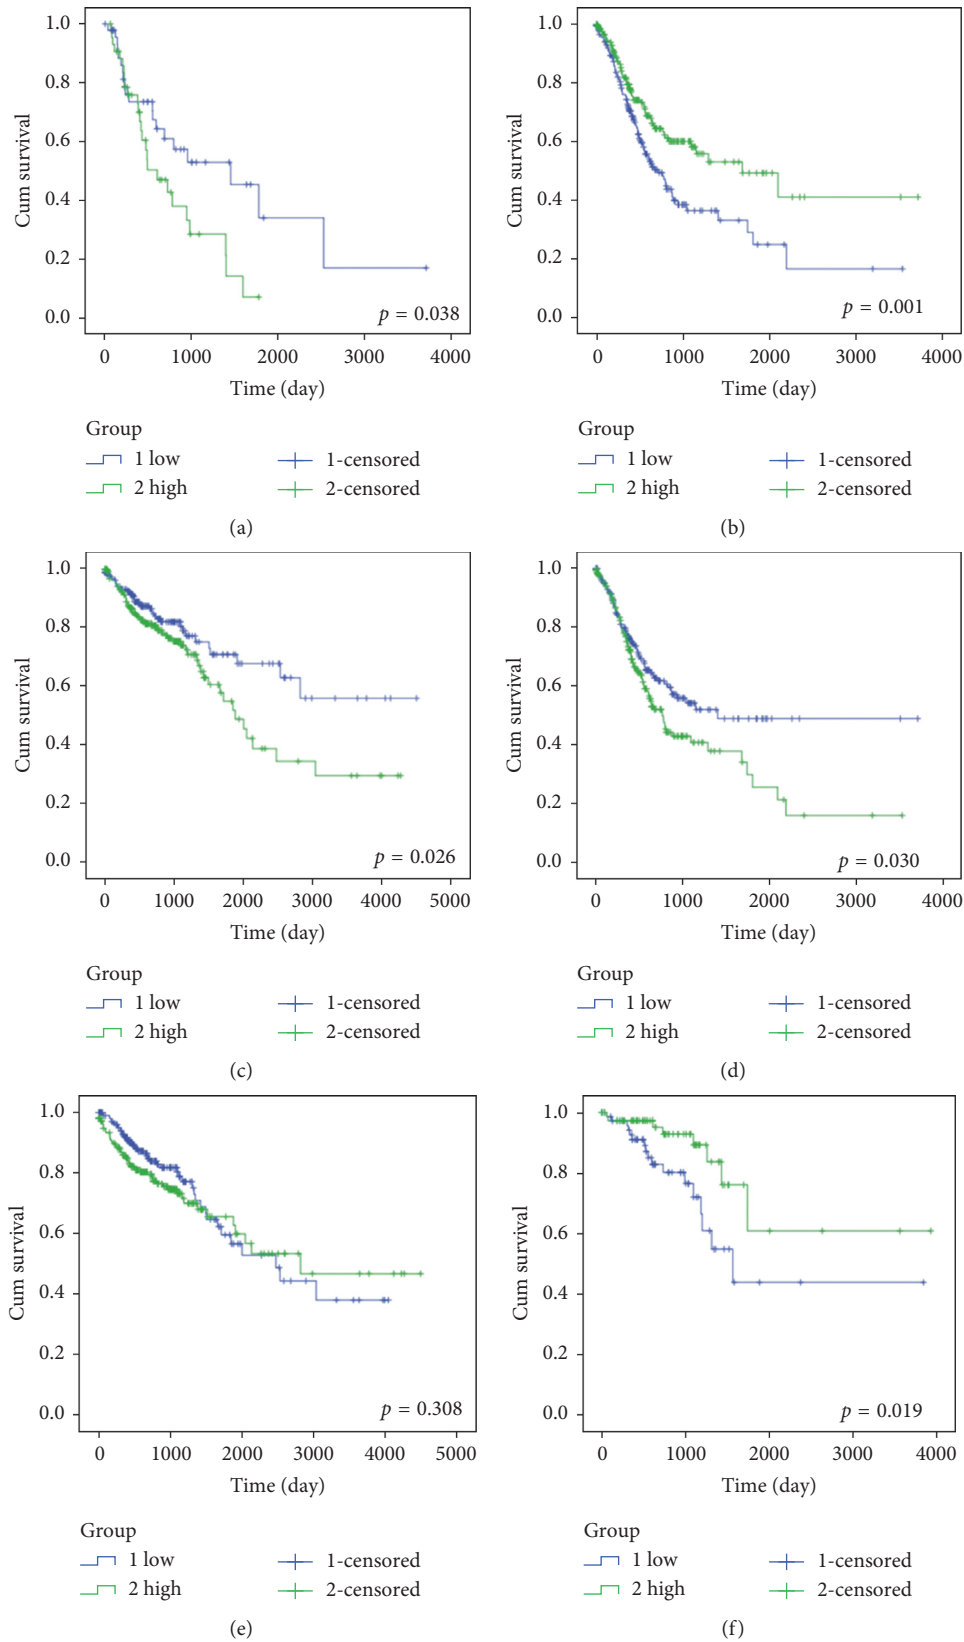 1.0
0.8
0.6
0.4
0.2
0.0
Cum survival
p = 0.038
0 1000 2000 3000 4000
Time (day)
Group
1 low 1-censored
2 high 2-censored
(a)
1.0
0.8
0.6
0.4
0.2
0.0
Cum survival
p = 0.001
0 1000 2000 3000 4000
Time (day)
Group
1 low 1-censored
2 high 2-censored
(b)
1.0
0.8
0.6
0.4
0.2
0.0
Cum survival
p = 0.026
0 1000 2000 3000 4000 5000
Time (day)
Group
1 low 1-censored
2 high 2-censored
(c)
1.0
0.8
0.6
0.4
0.2
0.0
Cum survival
p = 0.030
0 1000 2000 3000 4000
Time (day)
Group
1 low 1-censored
2 high 2-censored
(d)
1.0
0.8
0.6
0.4
0.2
0.0
Cum survival
p = 0.308
0 1000 2000 3000 4000 5000
Time (day)
Group
1 low 1-censored
2 high 2-censored
(e)
1.0
0.8
0.6
0.4
0.2
0.0
Cum survival
p = 0.019
0 1000 2000 3000 4000
Time (day)
Group
1 low 1-censored
2 high 2-censored
(f)